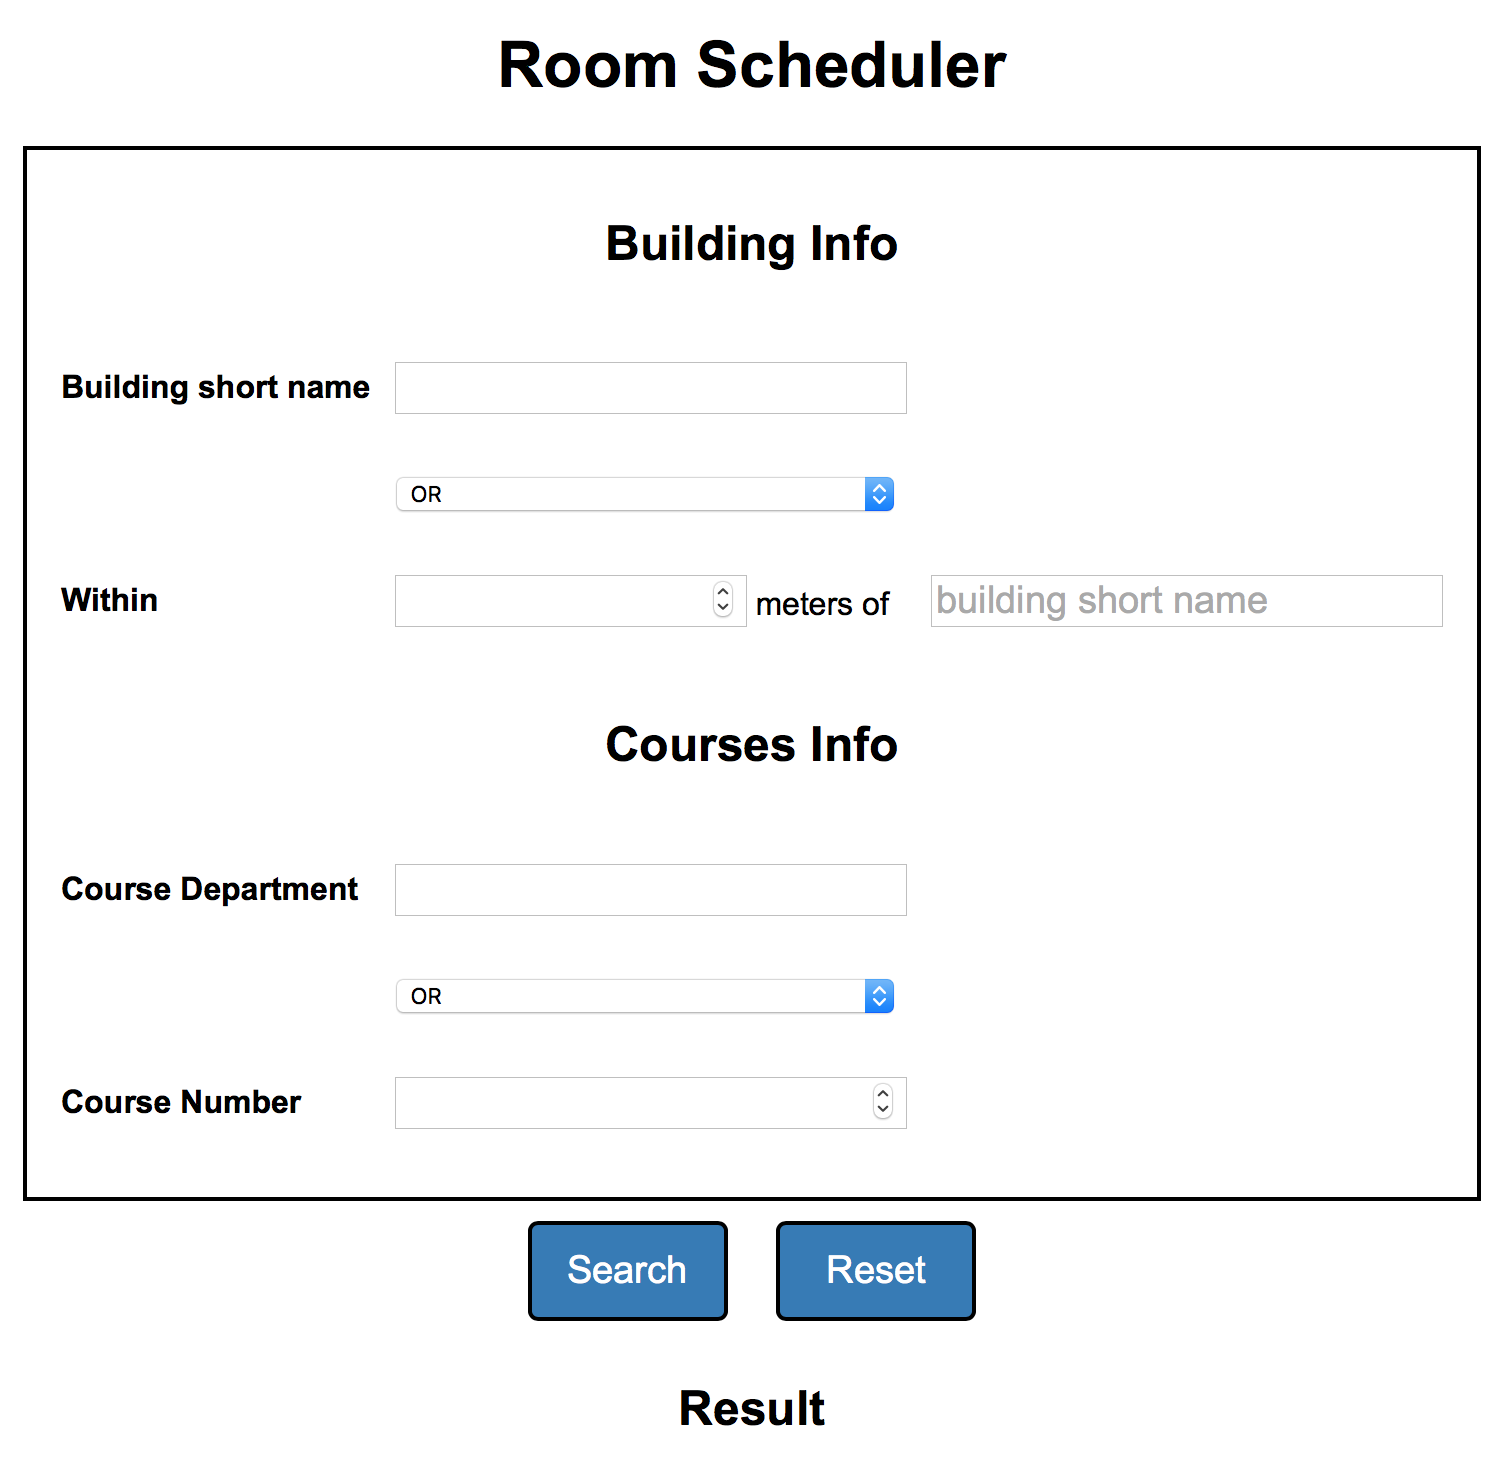 Room Scheduler
Building Info
Building short name
OR
Within meters of building short name
Courses Info
Course Department
OR
Course Number
Search Reset
Result